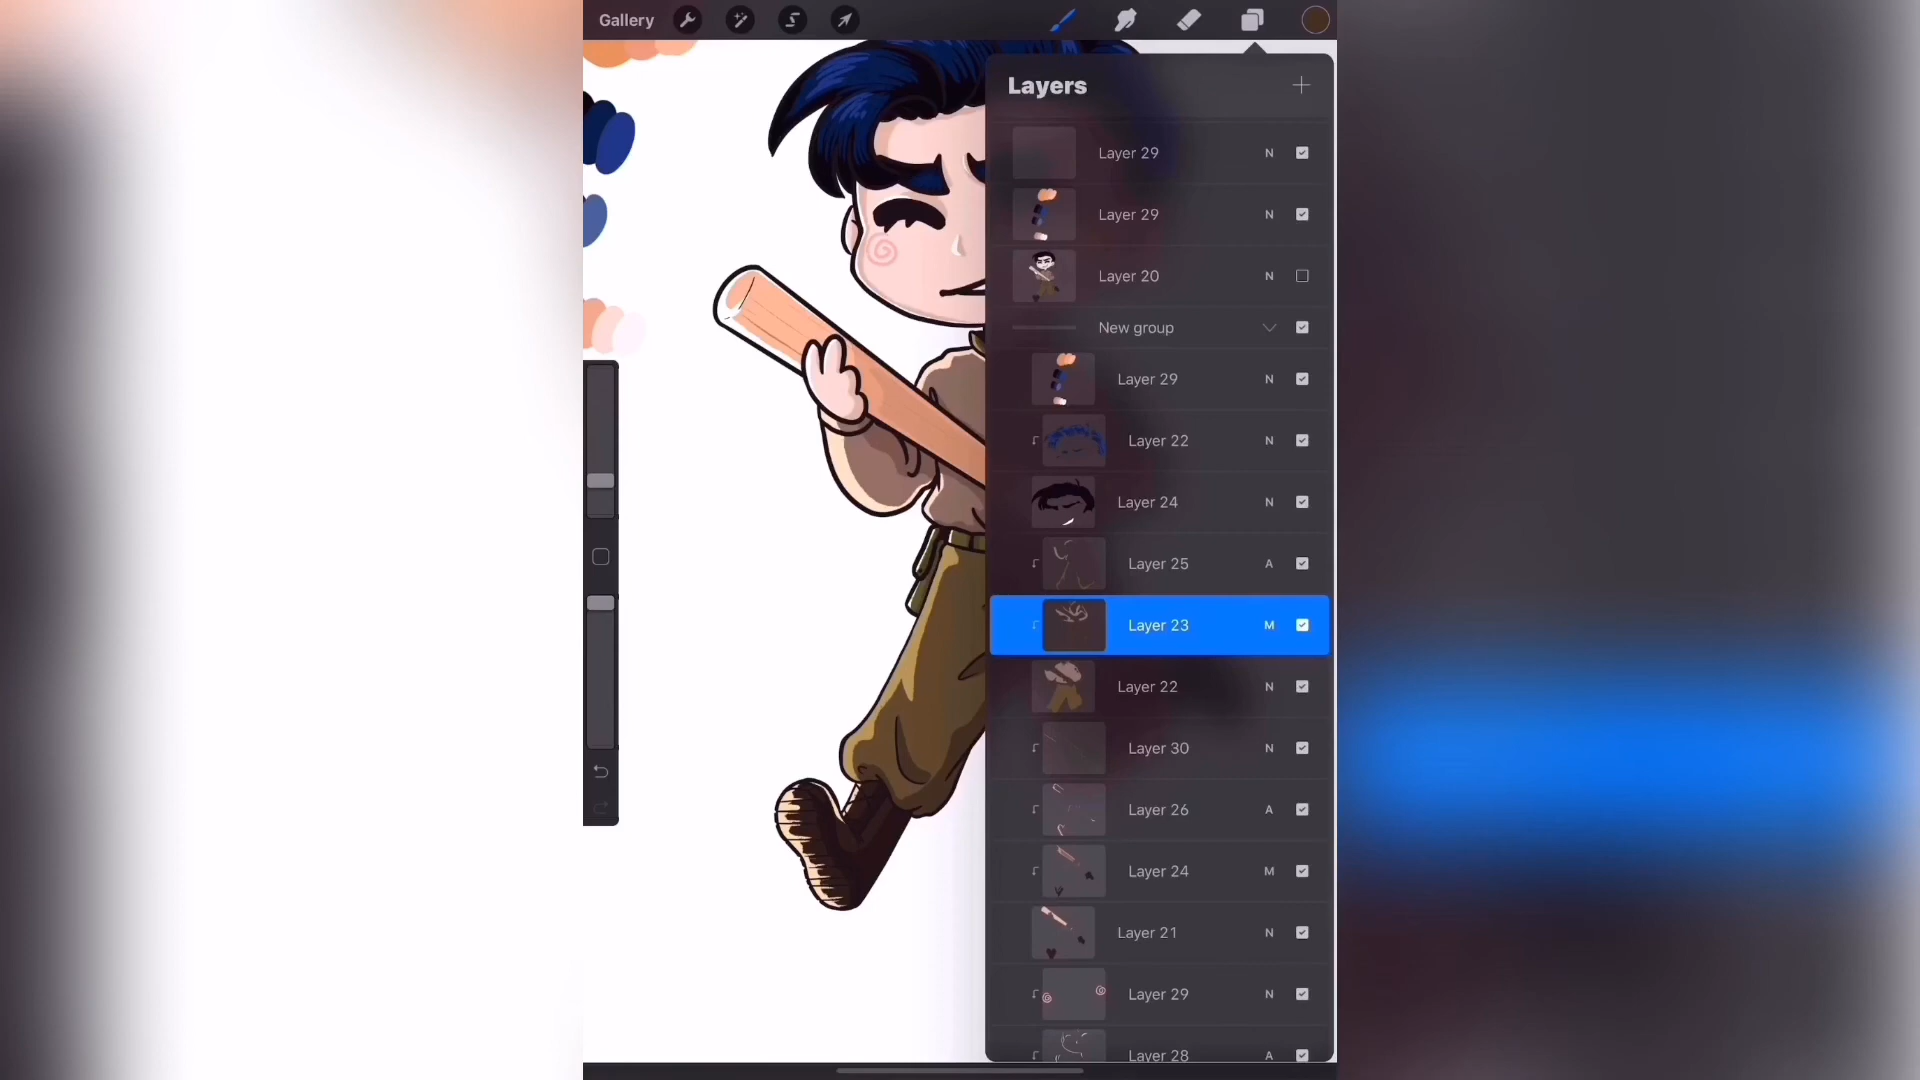 Gallery
Layers
Layer 29 N
Layer 29 N
Layer 20 N
New group
Layer 29 N
Layer 22 N
Layer 24 N
Layer 25 A
Layer 23 M
Layer 22 N
Layer 30 N
Layer 26 A
Layer 24 M
Layer 21 N
Layer 29 N
Layer 28 A